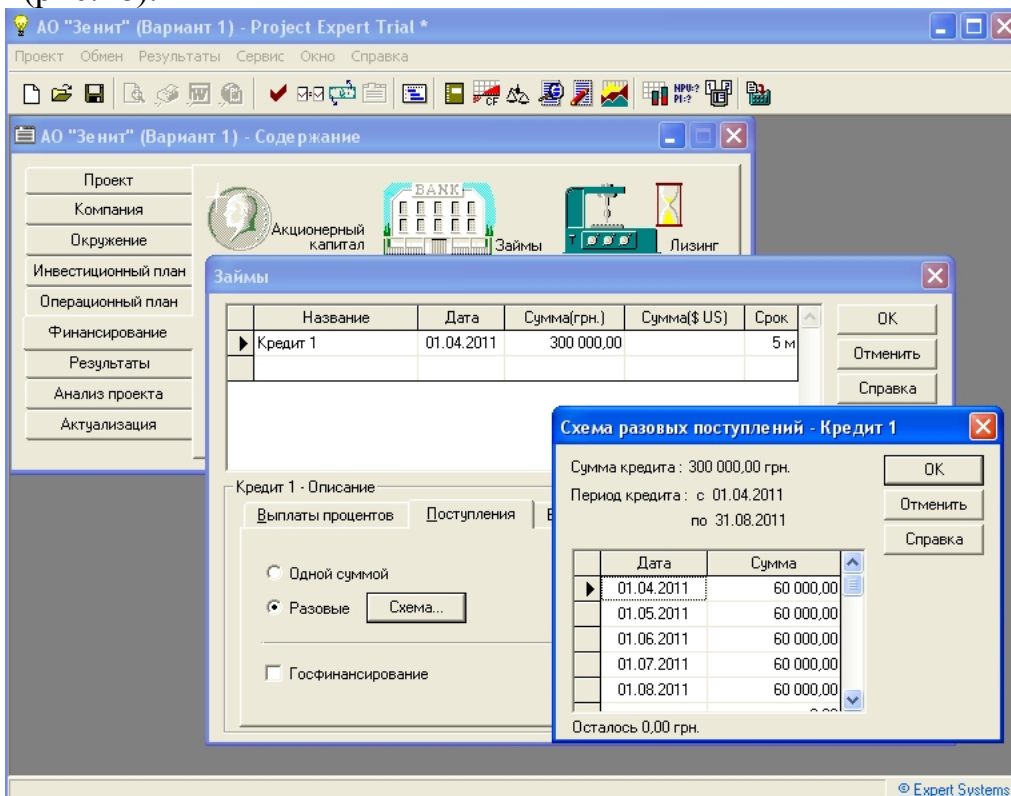 АО "Зенит" (Вариант 1) - Project Expert Trial *
Проект Обмен Результаты Сервис Окно Справка
АО "Зенит" (Вариант 1) - Содержание
Проект
Компания
Окружение
Инвестиционный план
Операционный план
Финансирование
Результаты
Анализ проекта
Актуализация
Акционерный
капитал
BANK
Займы
Лизинг
Займы
Название Дата Сумма(грн.) Сумма($ US) Срок
Кредит 1 01.04.2011 300 000,00 5 м
ОК
Отменить
Справка
Кредит 1 - Описание
Выплаты процентов Поступления
Одной суммой
Разовые Схема...
Госфинансирование
Схема разовых поступлений - Кредит 1
Сумма кредита : 300 000,00 грн.
Период кредита : с 01.04.2011
по 31.08.2011
ОК
Отменить
Справка
Дата Сумма
01.04.2011 60 000,00
01.05.2011 60 000,00
01.06.2011 60 000,00
01.07.2011 60 000,00
01.08.2011 60 000,00
Осталось 0,00 грн.
© Expert Systems